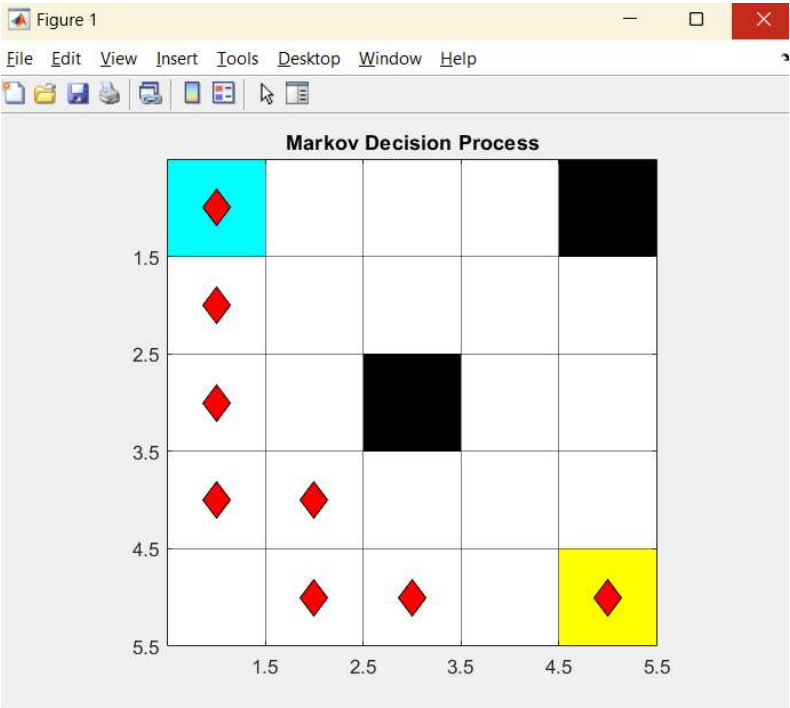 Figure 1
File Edit View Insert Tools Desktop Window Help
Markov Decision Process
1.5
2.5
3.5
4.5
5.5
1.5 2.5 3.5 4.5 5.5